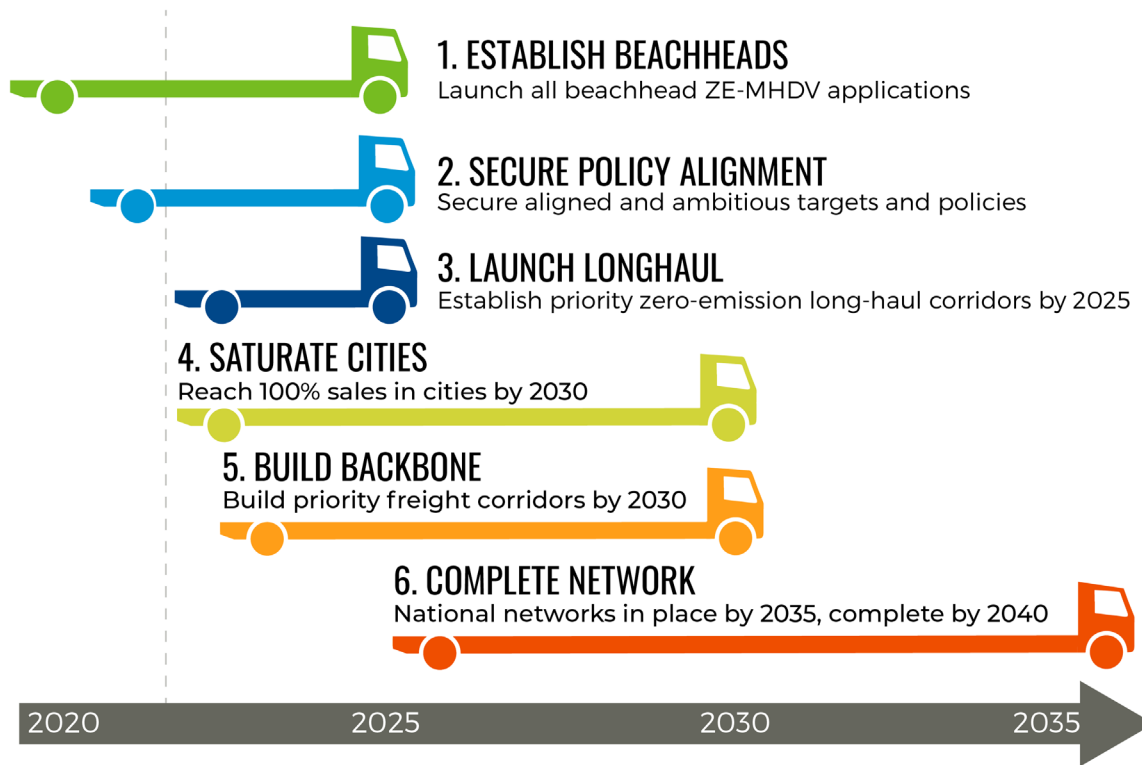 1. ESTABLISH BEACHHEADS
Launch all beachhead ZE-MHDV applications
2. SECURE POLICY ALIGNMENT
Secure aligned and ambitious targets and policies
3. LAUNCH LONGHAUL
Establish priority zero-emission long-haul corridors by 2025
4. SATURATE CITIES
Reach 100% sales in cities by 2030
5. BUILD BACKBONE
Build priority freight corridors by 2030
6. COMPLETE NETWORK
National networks in place by 2035, complete by 2040
2020 2025 2030 2035